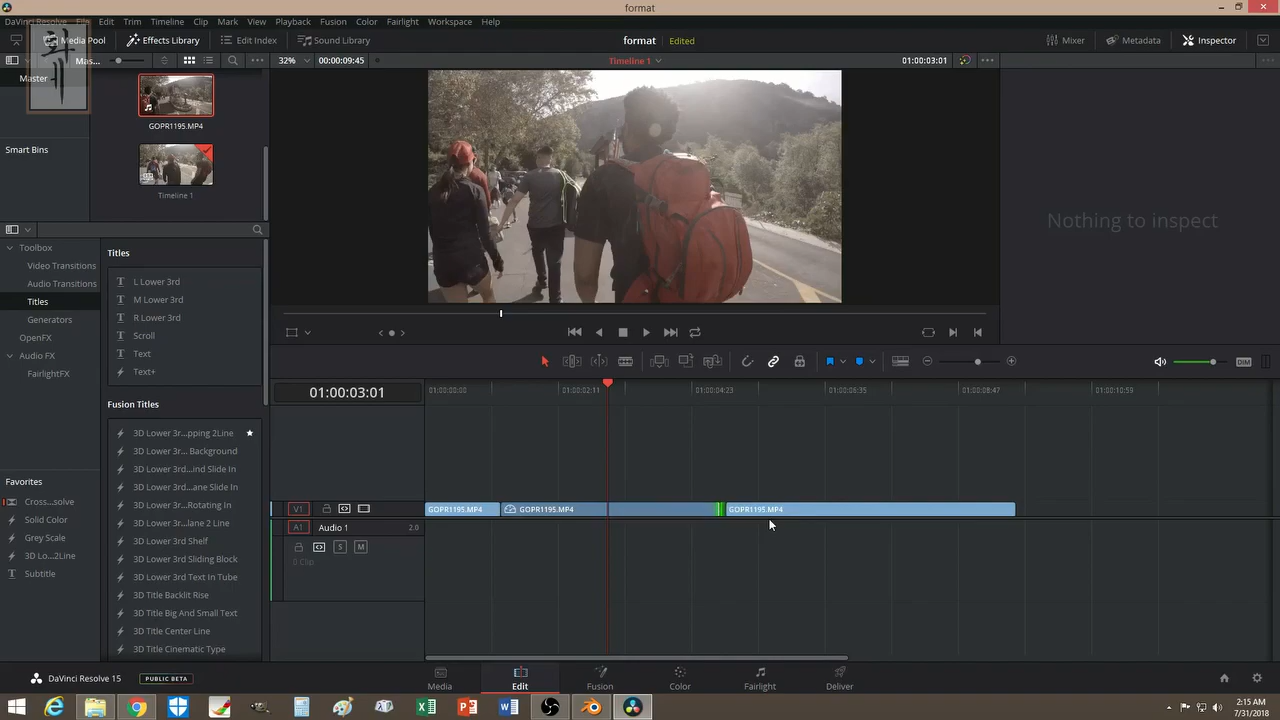 format
DaVinci Resolve File Edit Trim Timeline Clip Mark View Playback Fusion Color Fairlight Workspace Help
Media Pool Effects Library Edit Index Sound Library format Edited Mixer Metadata Inspector
Mas... 32% 00:00:09:45 Timeline 1 01:00:03:01
Master
GOPR1195.MP4
Smart Bins
Timeline 1
Nothing to inspect
Toolbox
Video Transitions
Audio Transitions
Titles
Generators
OpenFX
Audio FX
FairlightFX
Titles
L Lower 3rd
M Lower 3rd
R Lower 3rd
Scroll
Text
Text+
Fusion Titles
3D Lower 3r...pping 2Line
3D Lower 3r... Background
3D Lower 3rd...ind Slide In
3D Lower 3rd...ane Slide In
3D Lower 3r...Rotating In
3D Lower 3r...lane 2 Line
3D Lower 3rd Shelf
3D Lower 3rd Sliding Block
3D Lower 3rd Text In Tube
3D Title Backlit Rise
3D Title Big And Small Text
3D Title Center Line
3D Title Cinematic Type
Favorites
Cross...solve
Solid Color
Grey Scale
3D Lo...2Line
Subtitle
DIM
01:00:03:01
01:00:00:00 01:00:02:11 01:00:04:23 01:00:06:35 01:00:08:47 01:00:10:59
V1 GOPR1195.MP4 GOPR1195.MP4 GOPR1195.MP4
A1 Audio 1 2.0
S M
0 Clip
DaVinci Resolve 15 PUBLIC BETA
Media Edit Fusion Color Fairlight Deliver
2:15 AM
7/31/2018